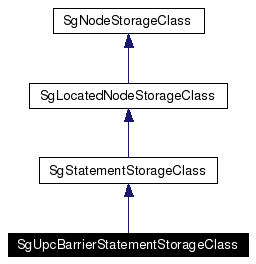 SgNodeStorageClass
SgLocatedNodeStorageClass
SgStatementStorageClass
SgUpcBarrierStatementStorageClass